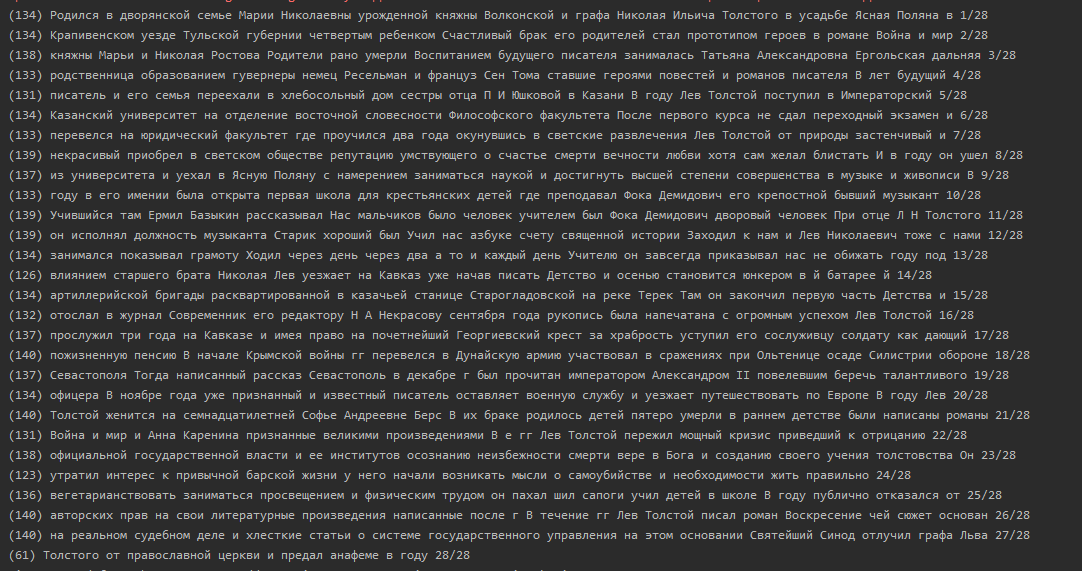 (134) Родился в дворянской семье Марии Николаевны урожденной княжны Волконской и графа Николая Ильича Толстого в усадьбе Ясная Поляна в 1/28
(134) Крапивенском уезде Тульской губернии четвертым ребенком Счастливый брак его родителей стал прототипом героев в романе Война и мир 2/28
(138) княжны Марьи и Николая Ростова Родители рано умерли Воспитанием будущего писателя занималась Татьяна Александровна Ергольская дальняя 3/28
(133) родственница образованием гувернеры немец Ресельман и француз Сен Тома ставшие героями повестей и романов писателя В лет будущий 4/28
(131) писатель и его семья переехали в хлебосольный дом сестры отца П И Юшковой в Казани В году Лев Толстой поступил в Императорский 5/28
(134) Казанский университет на отделение восточной словесности Философского факультета После первого курса не сдал переходный экзамен и 6/28
(133) перевелся на юридический факультет где проучился два года окунувшись в светские развлечения Лев Толстой от природы застенчивый и 7/28
(139) некрасивый приобрел в светском обществе репутацию умствующего о счастье смерти вечности любви хотя сам желал блистать И в году он ушел 8/28
(137) из университета и уехал в Ясную Поляну с намерением заниматься наукой и достигнуть высшей степени совершенства в музыке и живописи В 9/28
(133) году в его имении была открыта первая школа для крестьянских детей где преподавал Фока Демидович его крепостной бывший музыкант 10/28
(139) Учившийся там Ермил Базыкин рассказывал Нас мальчиков было человек учителем был Фока Демидович дворовый человек При отце Л Н Толстого 11/28
(139) он исполнял должность музыканта Старик хороший был Учил нас азбуке счету священной истории Заходил к нам и Лев Николаевич тоже с нами 12/28
(134) занимался показывал грамоту Ходил через день через два а то и каждый день Учителю он завсегда приказывал нас не обижать году под 13/28
(126) влиянием старшего брата Николая Лев уезжает на Кавказ уже начав писать Детство и осенью становится юнкером в й батарее й 14/28
(134) артиллерийской бригады расквартированной в казачьей станице Старогладовской на реке Терек Там он закончил первую часть Детства и 15/28
(132) отослал в журнал Современник его редактору Н А Некрасову сентября года рукопись была напечатана с огромным успехом Лев Толстой 16/28
(137) прослужил три года на Кавказе и имея право на почетнейший Георгиевский крест за храбрость уступил его сослуживцу солдату как дающий 17/28
(140) пожизненную пенсию В начале Крымской войны гг перевелся в Дунайскую армию участвовал в сражениях при Ольтенице осаде Силистрии обороне 18/28
(137) Севастополя Тогда написанный рассказ Севастополь в декабре г был прочитан императором Александром II повелевшим беречь талантливого 19/28
(134) офицера В ноябре года уже признанный и известный писатель оставляет военную службу и уезжает путешествовать по Европе В году Лев 20/28
(140) Толстой женится на семнадцатилетней Софье Андреевне Берс В их браке родилось детей пятеро умерли в раннем детстве были написаны романы 21/28
(131) Война и мир и Анна Каренина признанные великими произведениями В е гг Лев Толстой пережил мощный кризис приведший к отрицанию 22/28
(138) официальной государственной власти и ее институтов осознанию неизбежности смерти вере в Бога и созданию своего учения толстовства Он 23/28
(123) утратил интерес к привычной барской жизни у него начали возникать мысли о самоубийстве и необходимости жить правильно 24/28
(136) вегетарианствовать заниматься просвещением и физическим трудом он пахал шил сапоги учил детей в школе В году публично отказался от 25/28
(140) авторских прав на свои литературные произведения написанные после г В течение гг Лев Толстой писал роман Воскресение чей сюжет основан 26/28
(140) на реальном судебном деле и хлесткие статьи о системе государственного управления на этом основании Святейший Синод отлучил графа Льва 27/28
(61) Толстого от православной церкви и предал анафеме в году 28/28